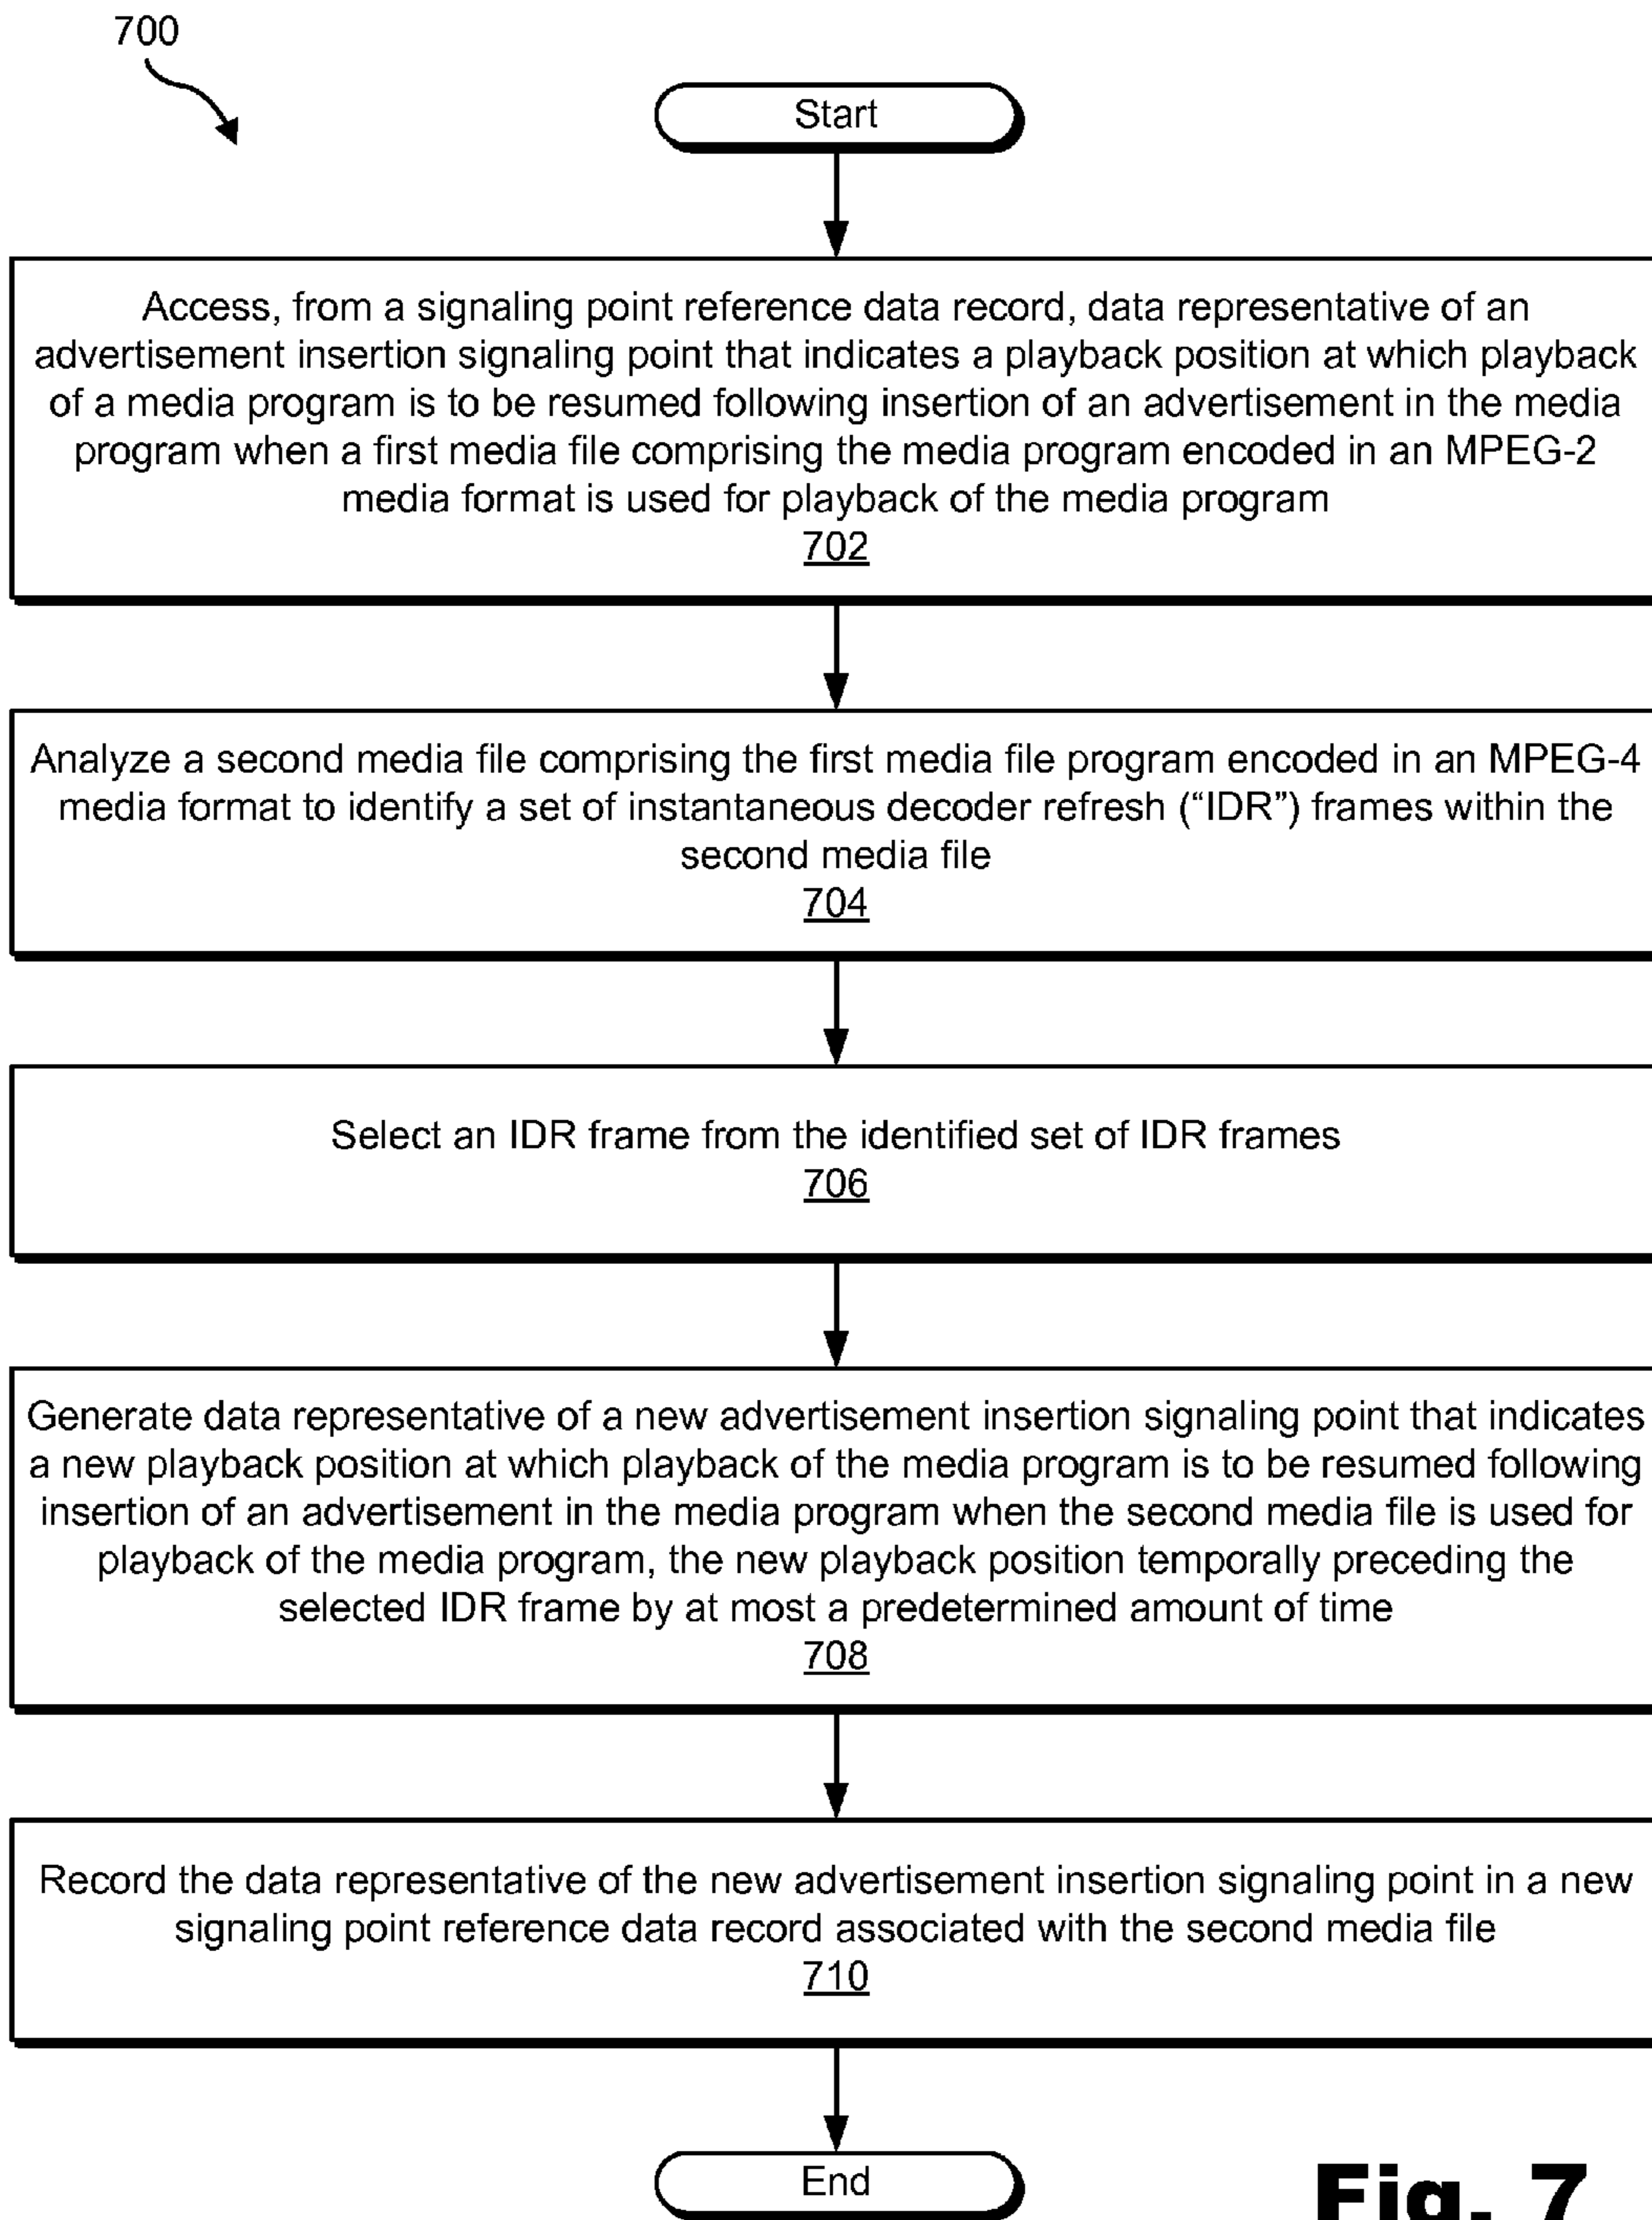 700
Start
Access, from a signaling point reference data record, data representative of an
advertisement insertion signaling point that indicates a playback position at which playback
of a media program is to be resumed following insertion of an advertisement in the media
program when a first media file comprising the media program encoded in an MPEG-2
media format is used for playback of the media program
702
Analyze a second media file comprising the first media file program encoded in an MPEG-4
media format to identify a set of instantaneous decoder refresh (“IDR”) frames within the
second media file
704
Select an IDR frame from the identified set of IDR frames
706
Generate data representative of a new advertisement insertion signaling point that indicates
a new playback position at which playback of the media program is to be resumed following
insertion of an advertisement in the media program when the second media file is used for
playback of the media program, the new playback position temporally preceding the
selected IDR frame by at most a predetermined amount of time
708
Record the data representative of the new advertisement insertion signaling point in a new
signaling point reference data record associated with the second media file
710
End
Fig. 7